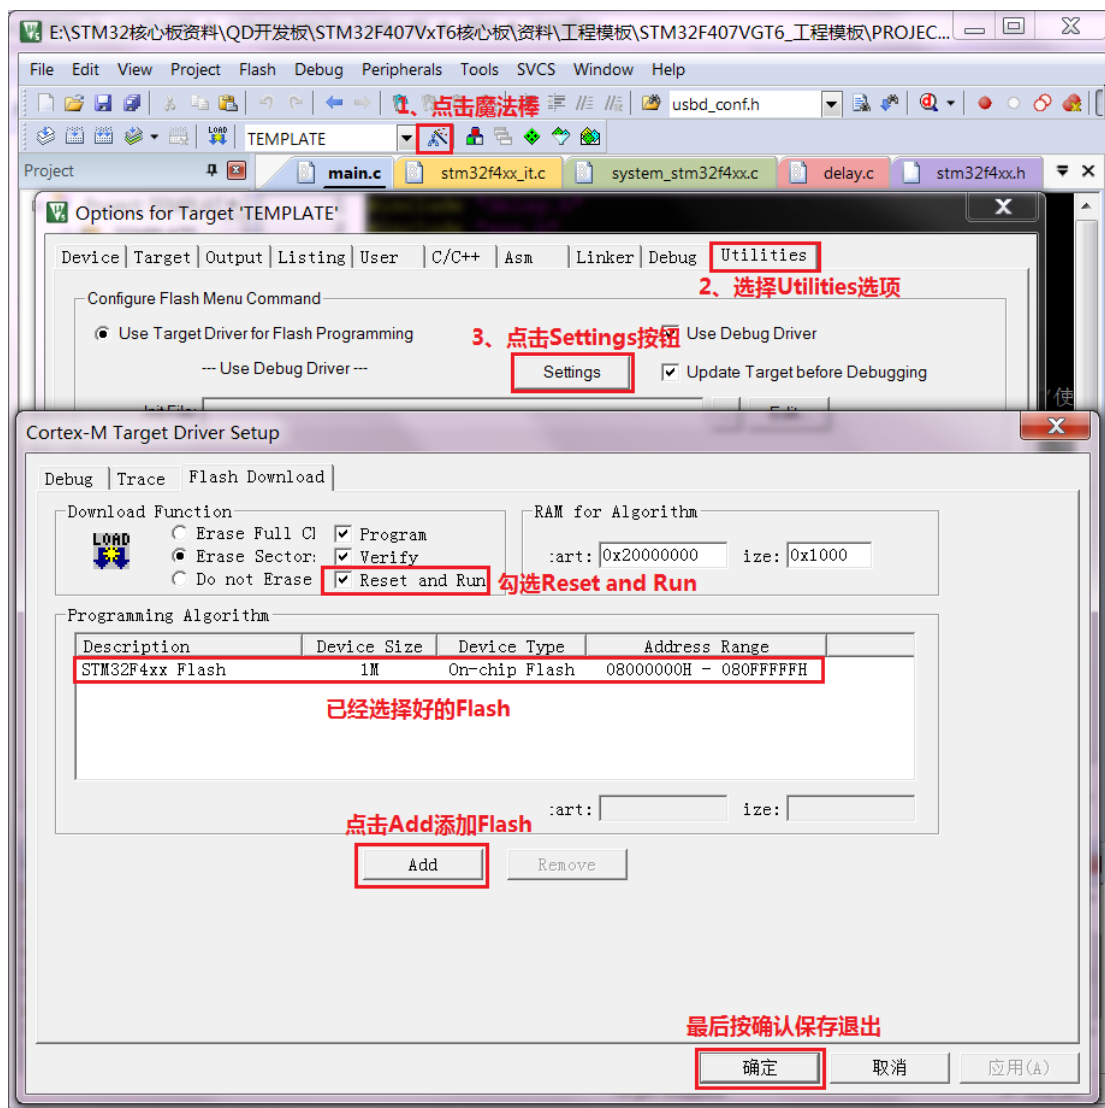 E:\STM32核心板资料\QD开发板\STM32F407VxT6核心板\资料\工程模板\STM32F407VGT6_工程模板\PROJEC...
File Edit View Project Flash Debug Peripherals Tools SVCS Window Help
1、点击魔法棒
usbd_conf.h
LOAD
TEMPLATE
Project
main.c stm32f4xx_it.c system_stm32f4xx.c delay.c stm32f4xx.h
Options for Target 'TEMPLATE'
Device Target Output Listing User C/C++ Asm Linker Debug Utilities
2、选择Utilities选项
Configure Flash Menu Command
Use Target Driver for Flash Programming
3、点击Settings按钮
Use Debug Driver
--- Use Debug Driver ---
Settings
Update Target before Debugging
使
Cortex-M Target Driver Setup
Debug Trace Flash Download
Download Function
LOAD
Erase Full Cl
Program
Erase Sector:
Verify
Do not Erase
Reset and Run
勾选Reset and Run
RAM for Algorithm
:art: 0x20000000 ize: 0x1000
Programming Algorithm
Description Device Size Device Type Address Range
STM32F4xx Flash 1M On-chip Flash 08000000H - 080FFFFFH
已经选择好的Flash
:art: ize:
点击Add添加Flash
Add Remove
最后按确认保存退出
确定 取消 应用(A)